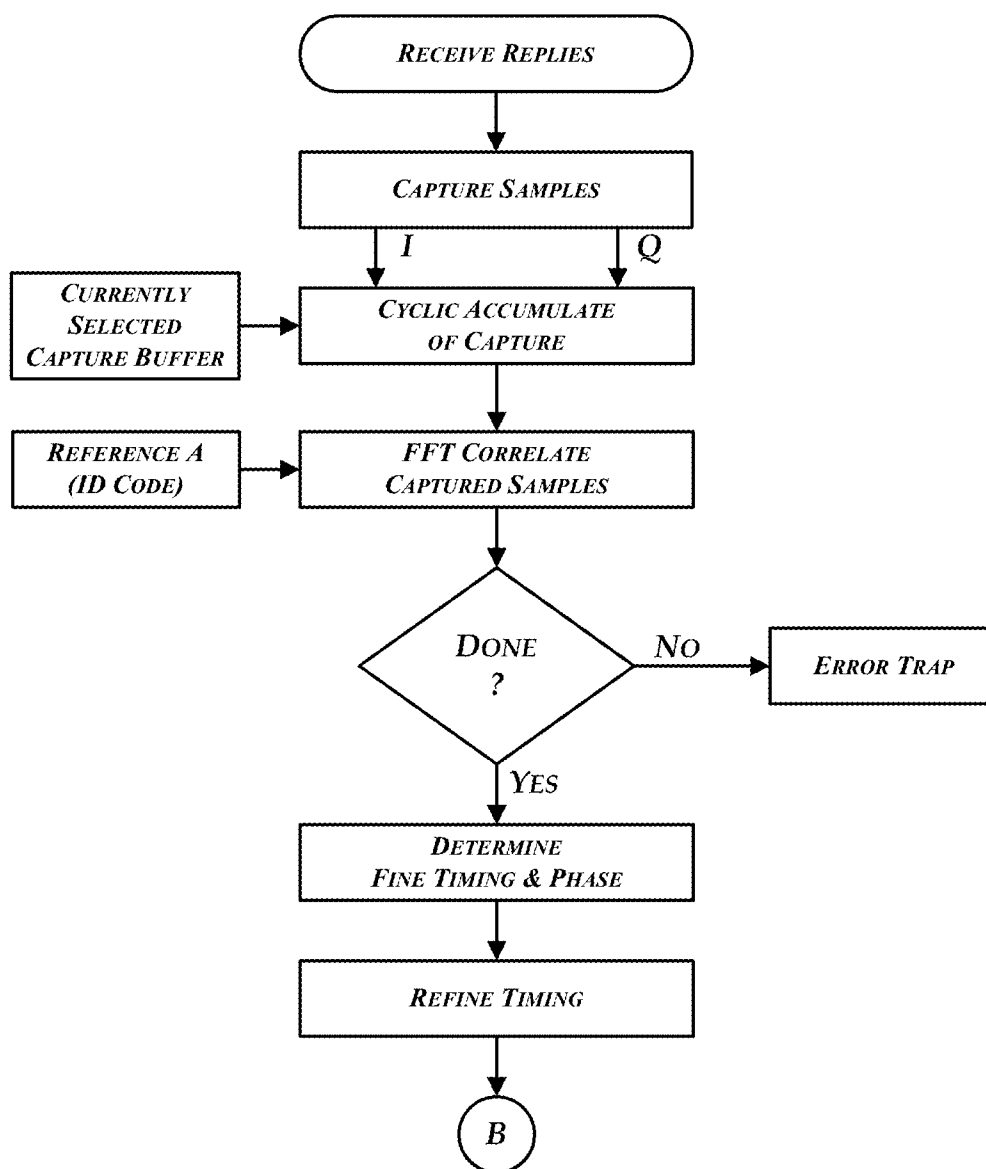 RECEIVE REPLIES
CAPTURE SAMPLES
I
Q
CURRENTLY
SELECTED
CAPTURE BUFFER
CYCLIC ACCUMULATE
OF CAPTURE
REFERENCE A
(ID CODE)
FFT CORRELATE
CAPTURED SAMPLES
DONE
?
NO
ERROR TRAP
YES
DETERMINE
FINE TIMING & PHASE
REFINE TIMING
B